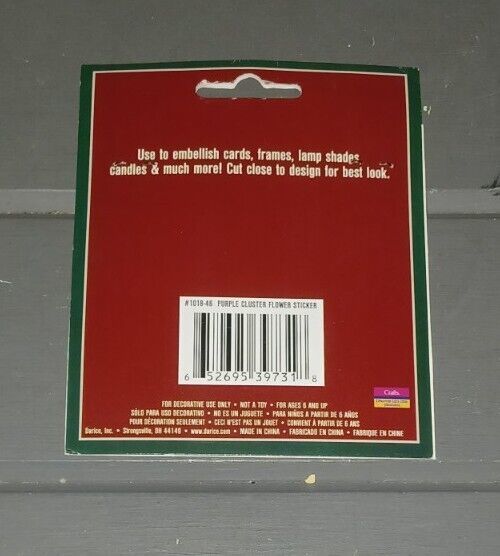 Use to embellish cards, frames, lamp shades,
candles & much more! Cut close to design for best look.
#1018-46 PURPLE CLUSTER FLOWER STICKER
6 52695 39731 8
Crafts
FOR DECORATIVE USE ONLY • NOT A TOY • FOR AGES 6 AND UP
SÓLO PARA USO DECORATIVO • NO ES UN JUGUETE • PARA NIÑOS A PARTIR DE 6 AÑOS
POUR DÉCORATION SEULEMENT • CECI N'EST PAS UN JOUET • CONVIENT À PARTIR DE 6 ANS
Darice, Inc. • Strongsville, OH 44149 • www.darice.com • MADE IN CHINA • FABRICADO EN CHINA • FABRIQUE EN CHINE